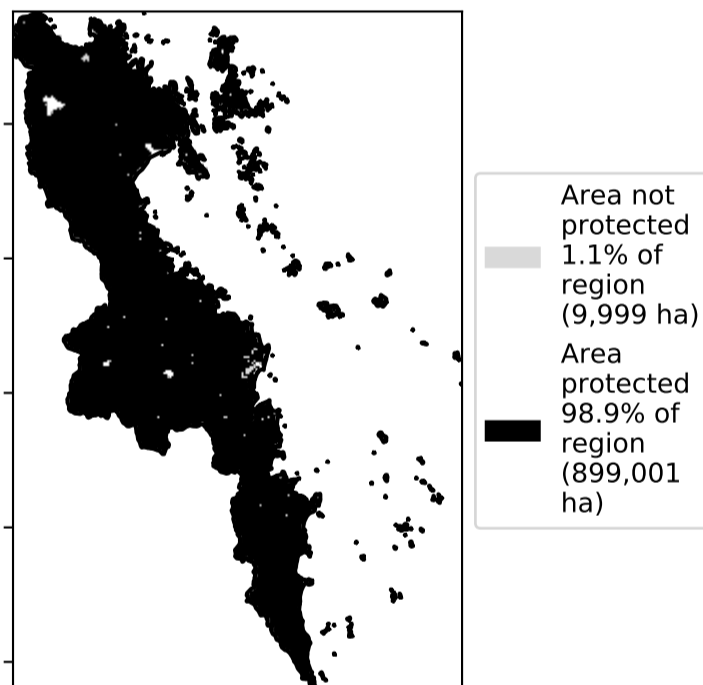 Area not
protected
1.1% of
region
(9,999 ha)
Area
protected
98.9% of
region
(899,001
ha)